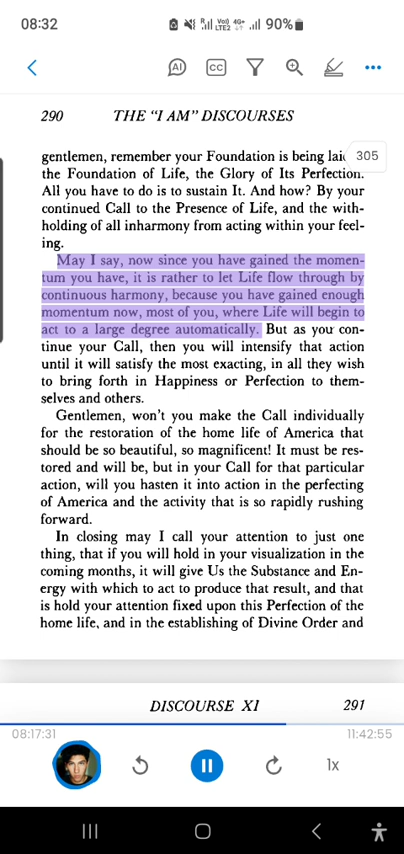 08:32
R
Vo))
LTE2
4G+
90%
AI
CC
290 THE “I AM” DISCOURSES
305
gentlemen, remember your Foundation is being
the Foundation of Life, the Glory of Its Perfection.
All you have to do is to sustain It. And how? By your
continued Call to the Presence of Life, and the with-
holding of all inharmony from acting within your feel-
ing.
May I say, now since you have gained the momen-
tum you have, it is rather to let Life flow through by
continuous harmony, because you have gained enough
momentum now, most of you, where Life will begin to
act to a large degree automatically. But as you con-
tinue your Call, then you will intensify that action
until it will satisfy the most exacting, in all they wish
to bring forth in Happiness or Perfection to them-
selves and others.
Gentlemen, won’t you make the Call individually
for the restoration of the home life of America that
should be so beautiful, so magnificent! It must be res-
tored and will be, but in your Call for that particular
action, will you hasten it into action in the perfecting
of America and the activity that is so rapidly rushing
forward.
In closing may I call your attention to just one
thing, that if you will hold in your visualization in the
coming months, it will give Us the Substance and En-
ergy with which to act to produce that result, and that
is hold your attention fixed upon this Perfection of the
home life, and in the establishing of Divine Order and
DISCOURSE XI 291
08:17:31 11:42:55
1x